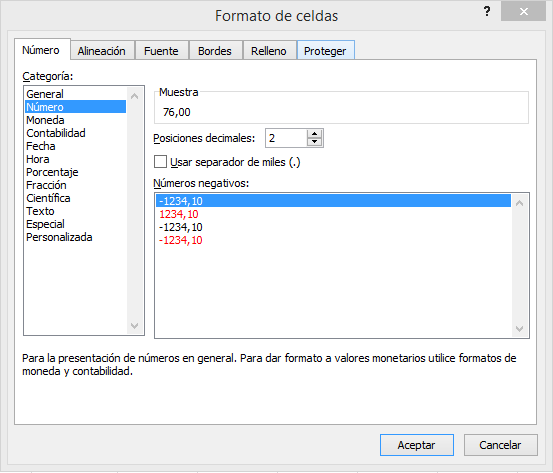 Formato de celdas
?
Número Alineación Fuente Bordes Relleno Proteger
Categoría:
General
Número
Moneda
Contabilidad
Fecha
Hora
Porcentaje
Fracción
Científica
Texto
Especial
Personalizada
Muestra
76,00
Posiciones decimales: 2
Usar separador de miles (.)
Números negativos:
-1234,10
1234,10
-1234,10
-1234,10
Para la presentación de números en general. Para dar formato a valores monetarios utilice formatos de
moneda y contabilidad.
Aceptar Cancelar